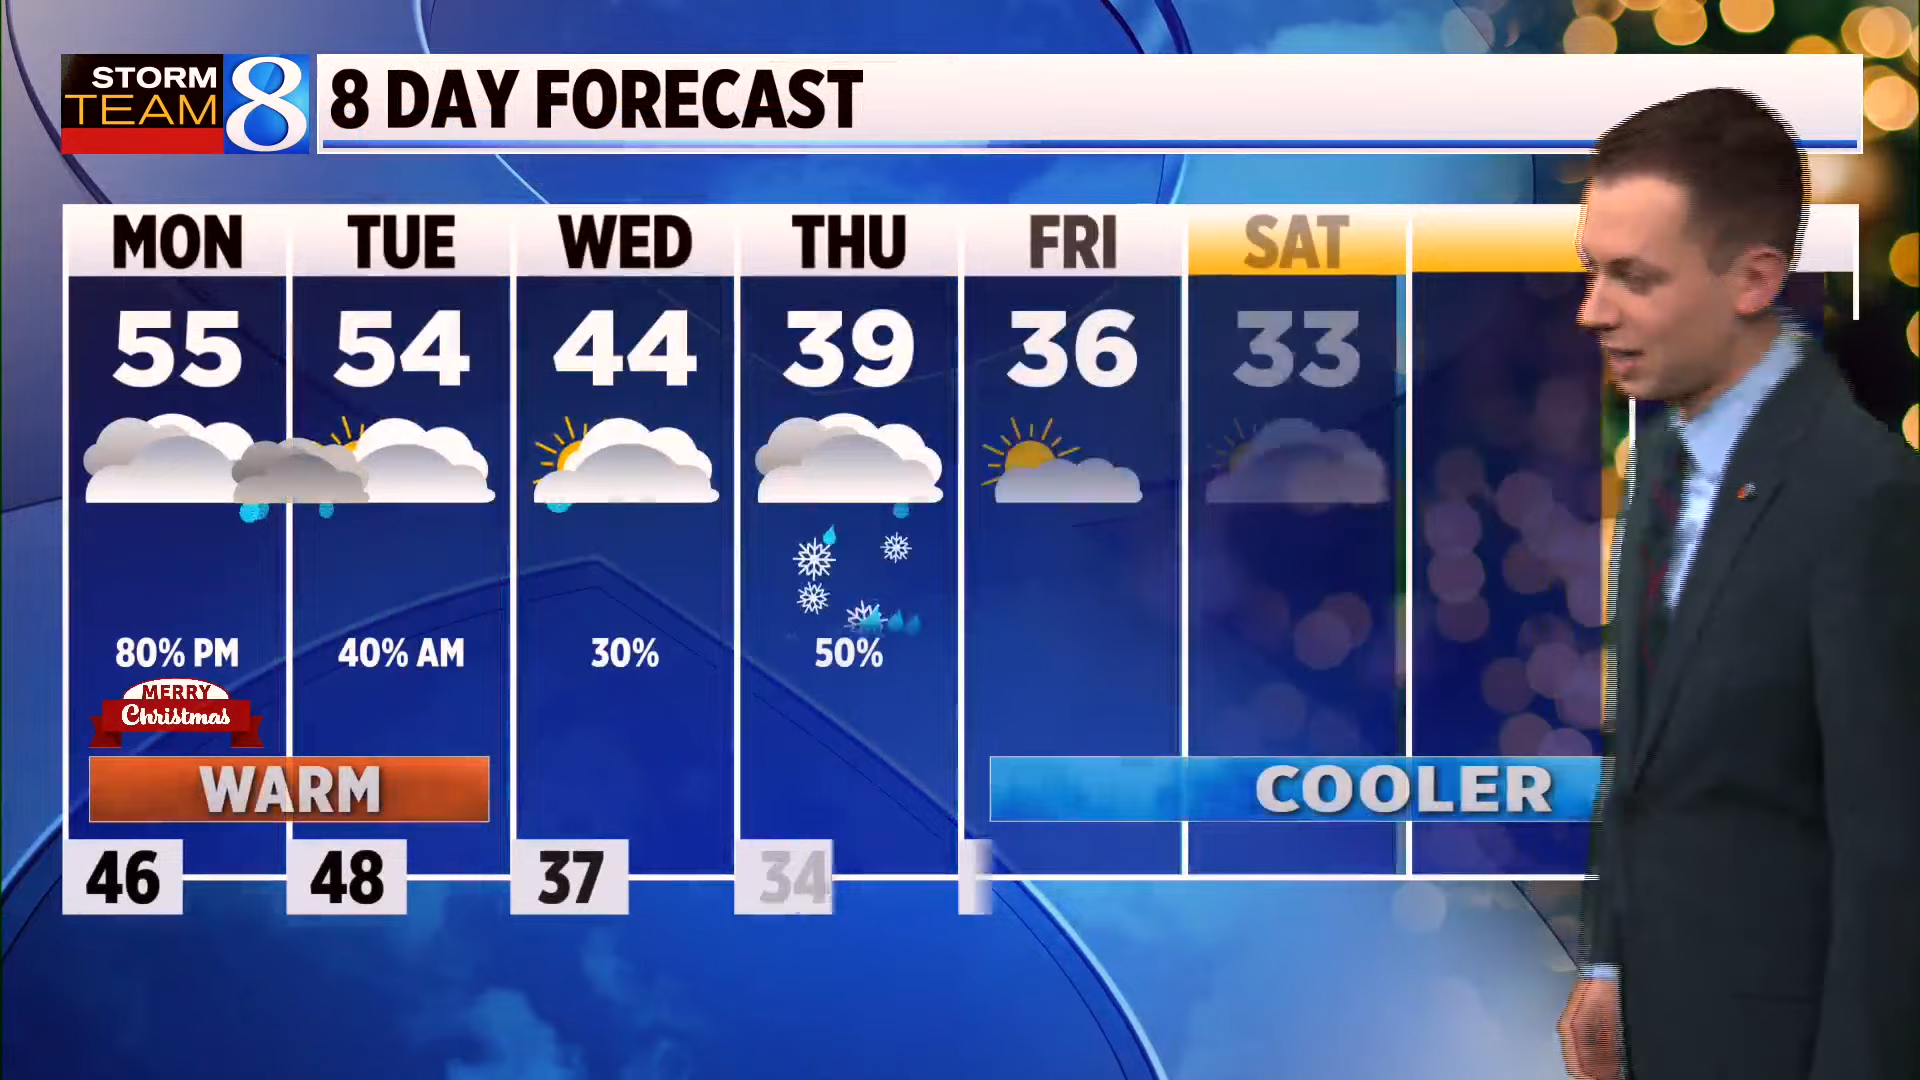 STORM
TEAM
8
8 DAY FORECAST
MON TUE WED THU FRI SAT
55 54 44 39 36 33
80% PM 40% AM 30% 50%
MERRY
Christmas
WARM COOLER
46 48 37 34